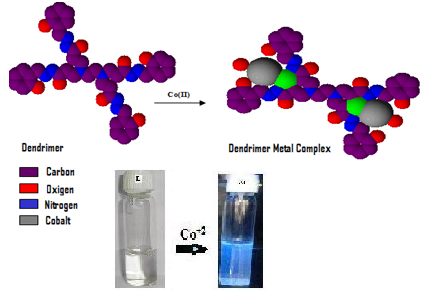 Co(II)
Dendrimer
Dendrimer Metal Complex
Carbon
Oxigen
Nitrogen
Cobalt
Co⁺²